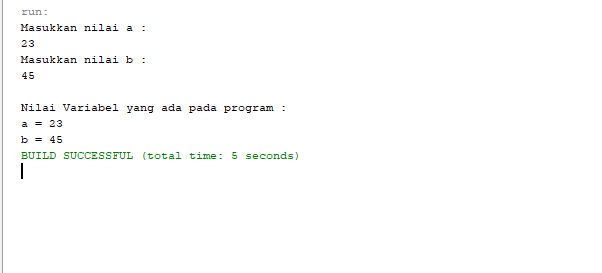 run:
Masukkan nilai a :
23
Masukkan nilai b :
45
Nilai Variabel yang ada pada program :
a = 23
b = 45
BUILD SUCCESSFUL (total time: 5 seconds)